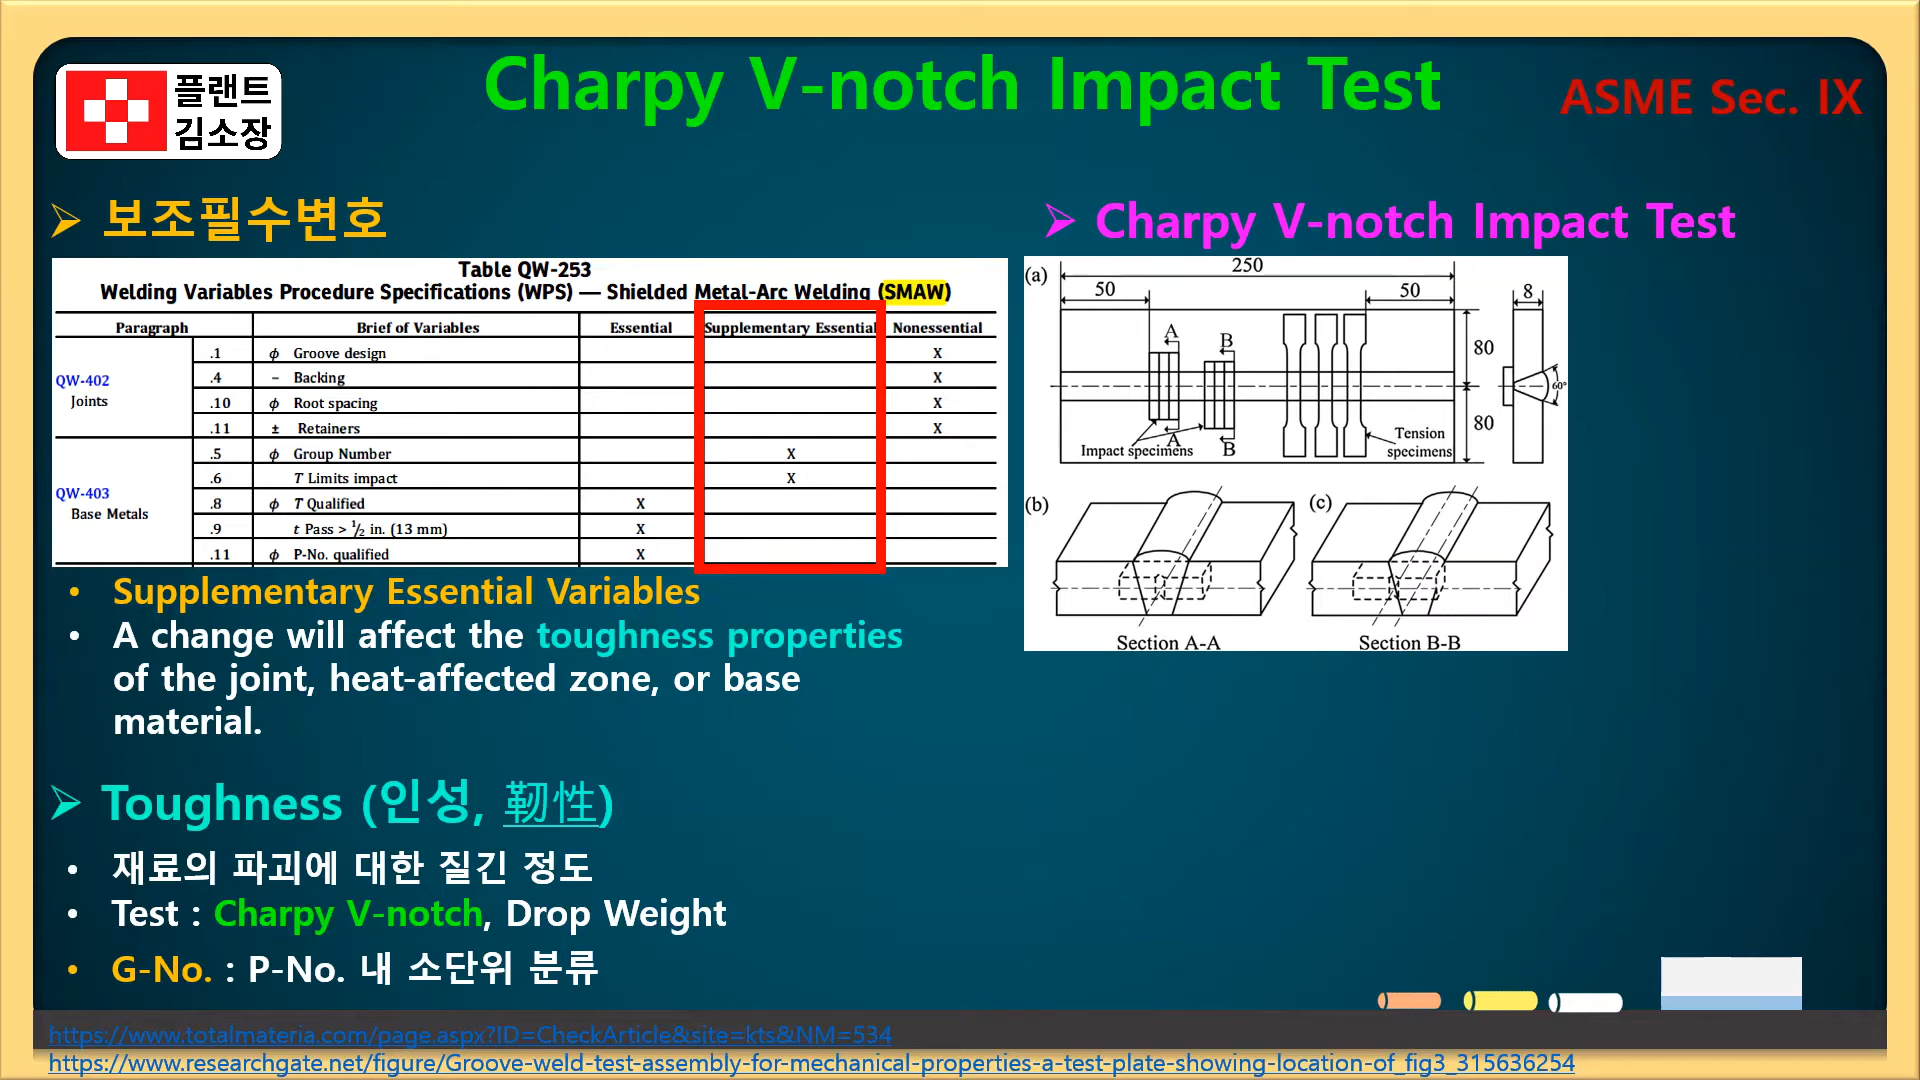 플랜트
김소장
Charpy V-notch Impact Test
ASME Sec. IX
➢ 보조필수변호
Table QW-253
Welding Variables Procedure Specifications (WPS) — Shielded Metal-Arc Welding (SMAW)
Paragraph Brief of Variables Essential Supplementary Essential Nonessential
QW-402 Joints
.1 ϕ Groove design X
.4 – Backing X
.10 ϕ Root spacing X
.11 ± Retainers X
QW-403 Base Metals
.5 ϕ Group Number X
.6 T Limits impact X
.8 ϕ T Qualified X
.9 t Pass > 1/2 in. (13 mm) X
.11 ϕ P-No. qualified X
• Supplementary Essential Variables
• A change will affect the toughness properties
of the joint, heat-affected zone, or base
material.
➢ Toughness (인성, 靭性)
• 재료의 파괴에 대한 질긴 정도
• Test : Charpy V-notch, Drop Weight
• G-No. : P-No. 내 소단위 분류
➢ Charpy V-notch Impact Test
(a) 250
50 50 8
A B
80
60°
80
A B
Impact specimens
Tension
specimens
(b) (c)
Section A-A Section B-B
https://www.totalmateria.com/page.aspx?ID=CheckArticle&site=kts&NM=534
https://www.researchgate.net/figure/Groove-weld-test-assembly-for-mechanical-properties-a-test-plate-showing-location-of_fig3_315636254